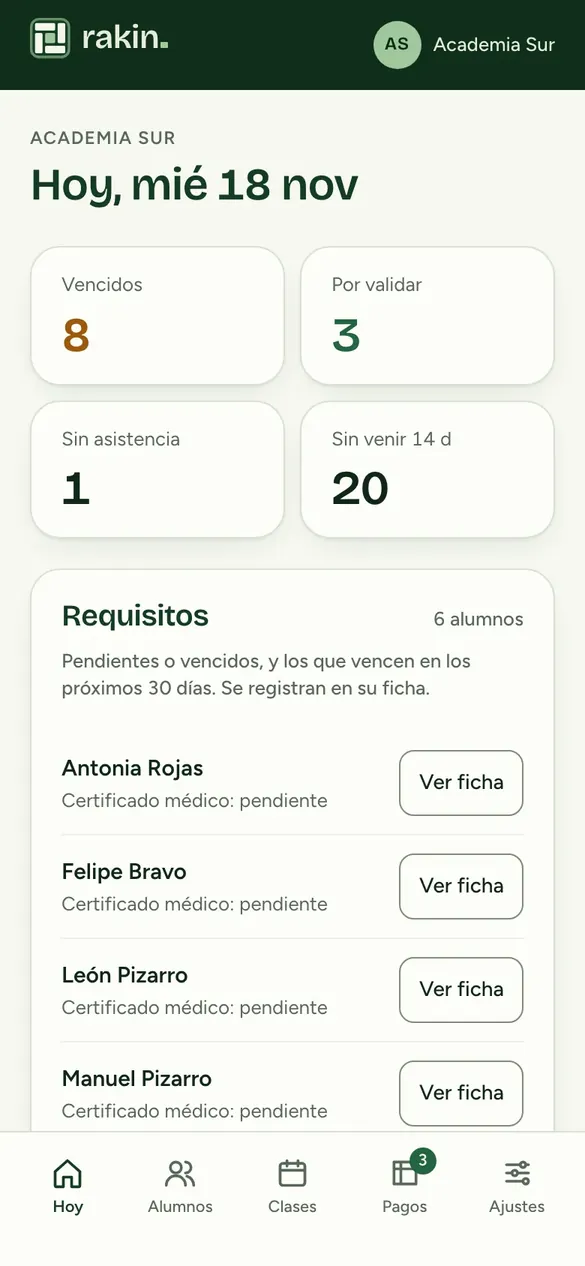 rakin.
AS
Academia Sur
ACADEMIA SUR
Hoy, mié 18 nov
Vencidos
8
Por validar
3
Sin asistencia
1
Sin venir 14 d
20
Requisitos
6 alumnos
Pendientes o vencidos, y los que vencen en los
próximos 30 días. Se registran en su ficha.
Antonia Rojas
Certificado médico: pendiente
Ver ficha
Felipe Bravo
Certificado médico: pendiente
Ver ficha
León Pizarro
Certificado médico: pendiente
Ver ficha
Manuel Pizarro
Certificado médico: pendiente
Ver ficha
Hoy
Alumnos
Clases
3
Pagos
Ajustes